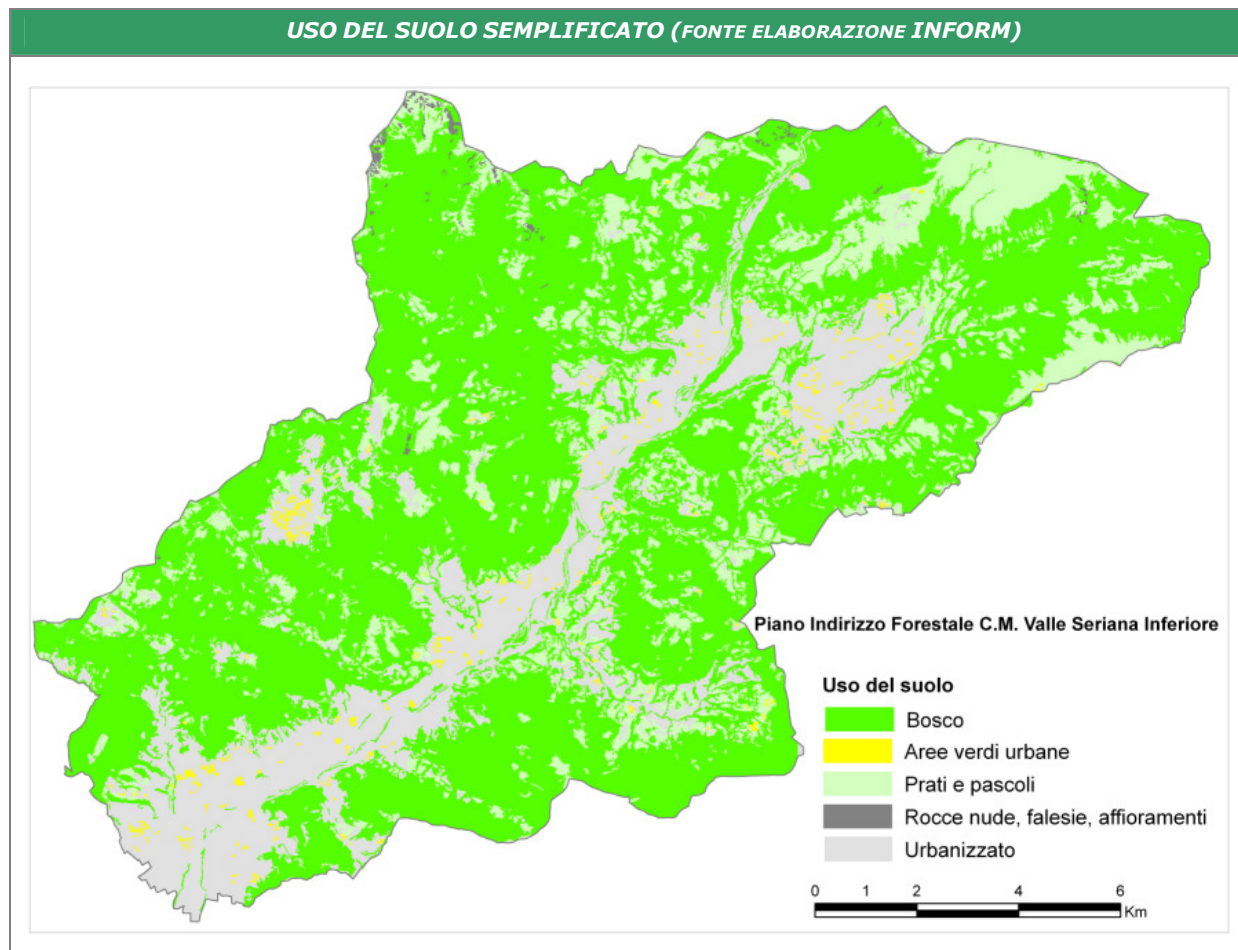 USO DEL SUOLO SEMPLIFICATO (FONTE ELABORAZIONE INFORM)
Piano Indirizzo Forestale C.M. Valle Seriana Inferiore
Uso del suolo
Bosco
Aree verdi urbane
Prati e pascoli
Rocce nude, falesie, affioramenti
Urbanizzato
0 1 2 4 6
Km